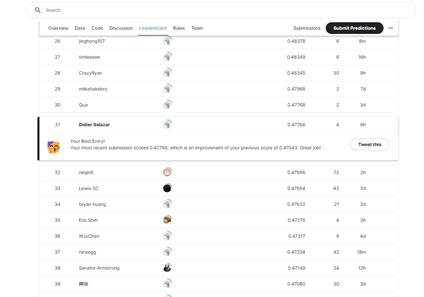 Search
Overview Data Code Discussion Leaderboard Rules Team Submissions Submit Predictions ...
26 jinghong107 0.48378 8 8m
27 timleeeee 0.48349 8 16h
28 CrazyRyan 0.48345 30 9h
29 milkshakebro 0.47968 3 7d
30 Qua 0.47768 2 3d
31 Didier Salazar 0.47766 4 6h
Your Best Entry!
Your most recent submission scored 0.47766, which is an improvement of your previous score of 0.47543. Great job! Tweet this
32 0.47696 72 2h
33 Lewis SC 0.47654 43 3d
34 bryan huang 0.47633 21 3d
35 Eric Shih 0.47276 4 2h
36 WJuChen 0.47217 9 4d
37 niceegg 0.47204 42 18m
38 Senator Armstrong 0.47149 24 12h
39 0.47060 30 3d